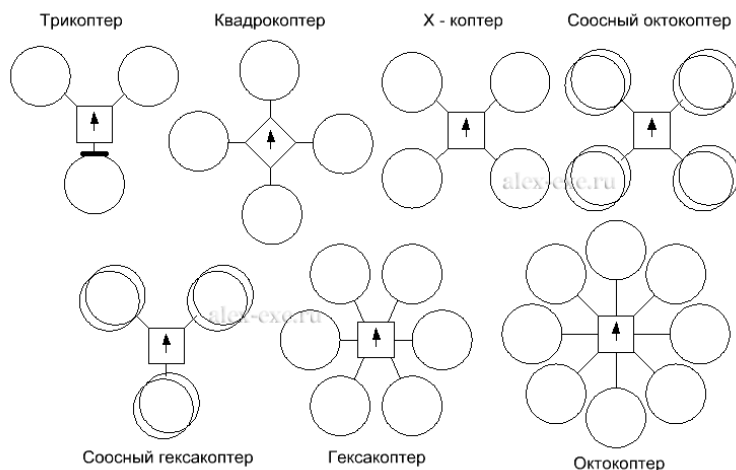 Трикоптер
Квадрокоптер
X - коптер
Соосный октокоптер
alex-exe.ru
alex-exe.ru
Соосный гексакоптер
Гексакоптер
Октокоптер